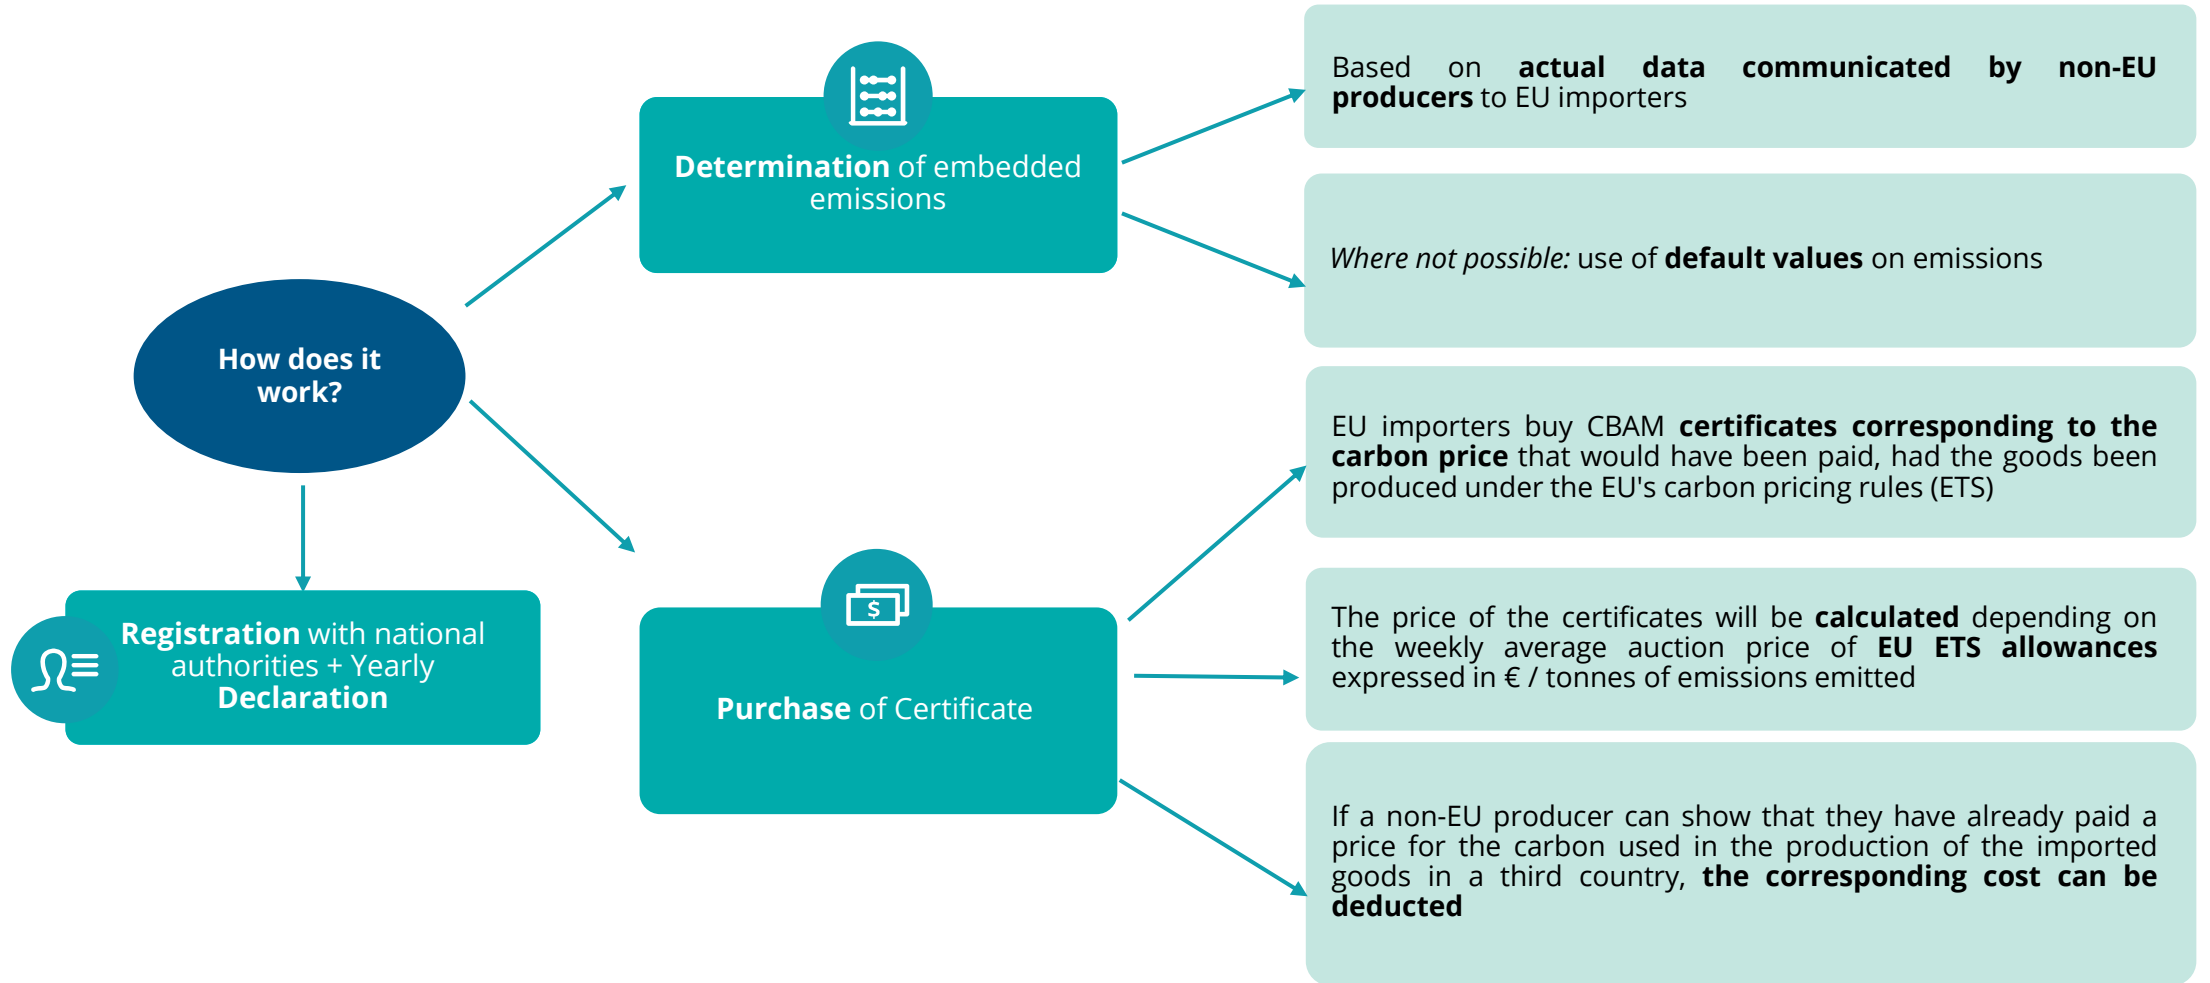 How does it
work?
Determination of embedded
emissions
Based on actual data communicated by non-EU
producers to EU importers
Where not possible: use of default values on emissions
Registration with national
authorities + Yearly
Declaration
$
Purchase of Certificate
EU importers buy CBAM certificates corresponding to the
carbon price that would have been paid, had the goods been
produced under the EU's carbon pricing rules (ETS)
The price of the certificates will be calculated depending on
the weekly average auction price of EU ETS allowances
expressed in € / tonnes of emissions emitted
If a non-EU producer can show that they have already paid a
price for the carbon used in the production of the imported
goods in a third country, the corresponding cost can be
deducted